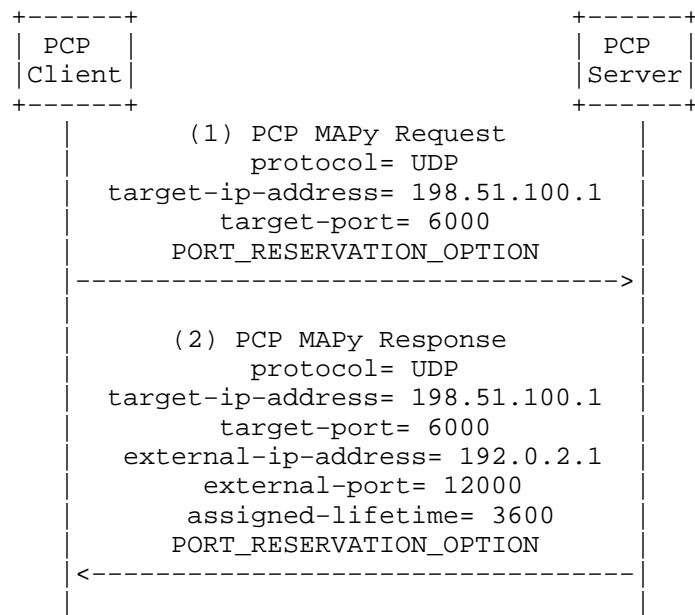 PCP PCP
Client Server
(1) PCP MAPy Request
protocol= UDP
target-ip-address= 198.51.100.1
target-port= 6000
PORT_RESERVATION_OPTION
(2) PCP MAPy Response
protocol= UDP
target-ip-address= 198.51.100.1
target-port= 6000
external-ip-address= 192.0.2.1
external-port= 12000
assigned-lifetime= 3600
PORT_RESERVATION_OPTION